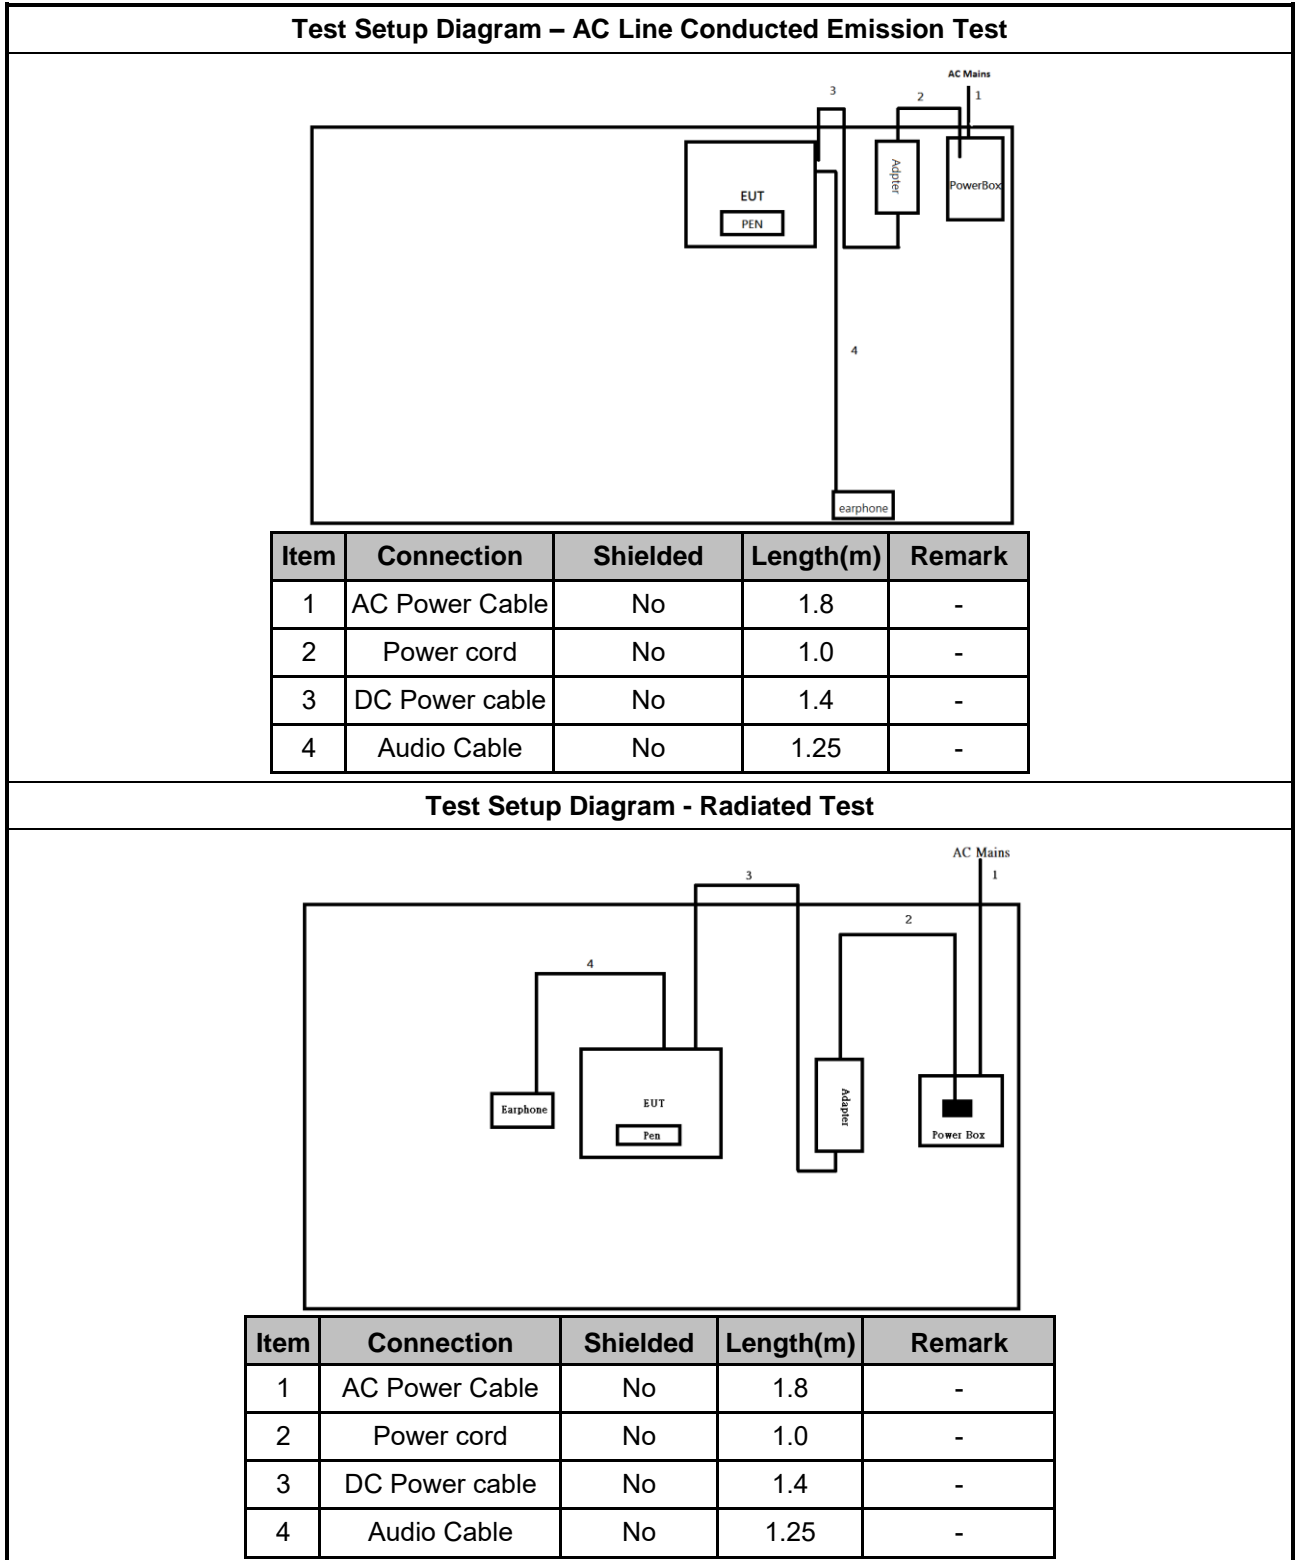 Test Setup Diagram – AC Line Conducted Emission Test
AC Mains
3
2
1
Adpter
PowerBox
EUT
PEN
4
earphone
Item Connection Shielded Length(m) Remark
1 AC Power Cable No 1.8 -
2 Power cord No 1.0 -
3 DC Power cable No 1.4 -
4 Audio Cable No 1.25 -
Test Setup Diagram - Radiated Test
AC Mains
3
1
2
4
Earphone
EUT
Pen
Adapter
Power Box
Item Connection Shielded Length(m) Remark
1 AC Power Cable No 1.8 -
2 Power cord No 1.0 -
3 DC Power cable No 1.4 -
4 Audio Cable No 1.25 -